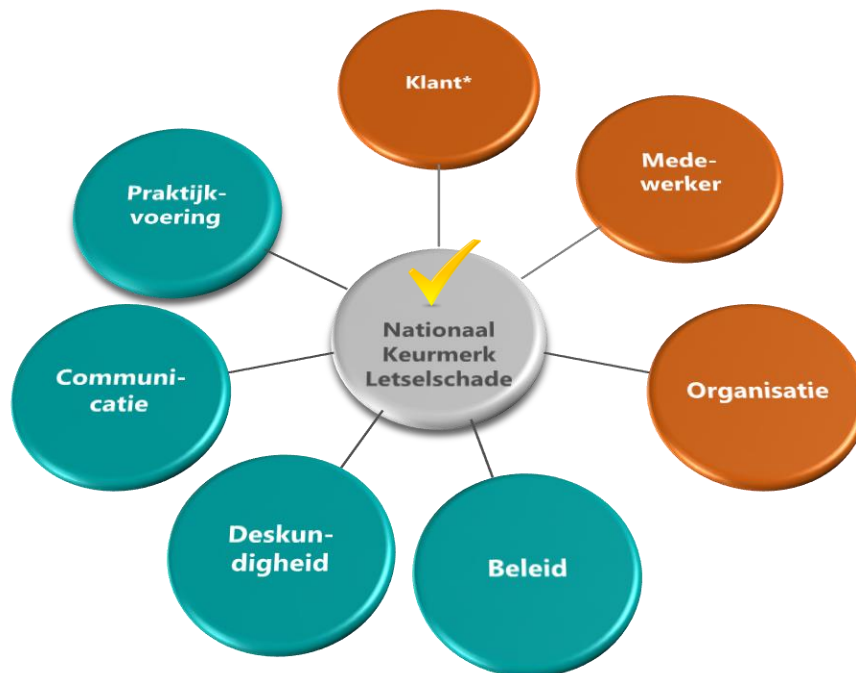 Klant*
Mede-
werker
Praktijk-
voering
Nationaal
Keurmerk
Letselschade
Communi-
catie
Organisatie
Deskun-
digheid
Beleid